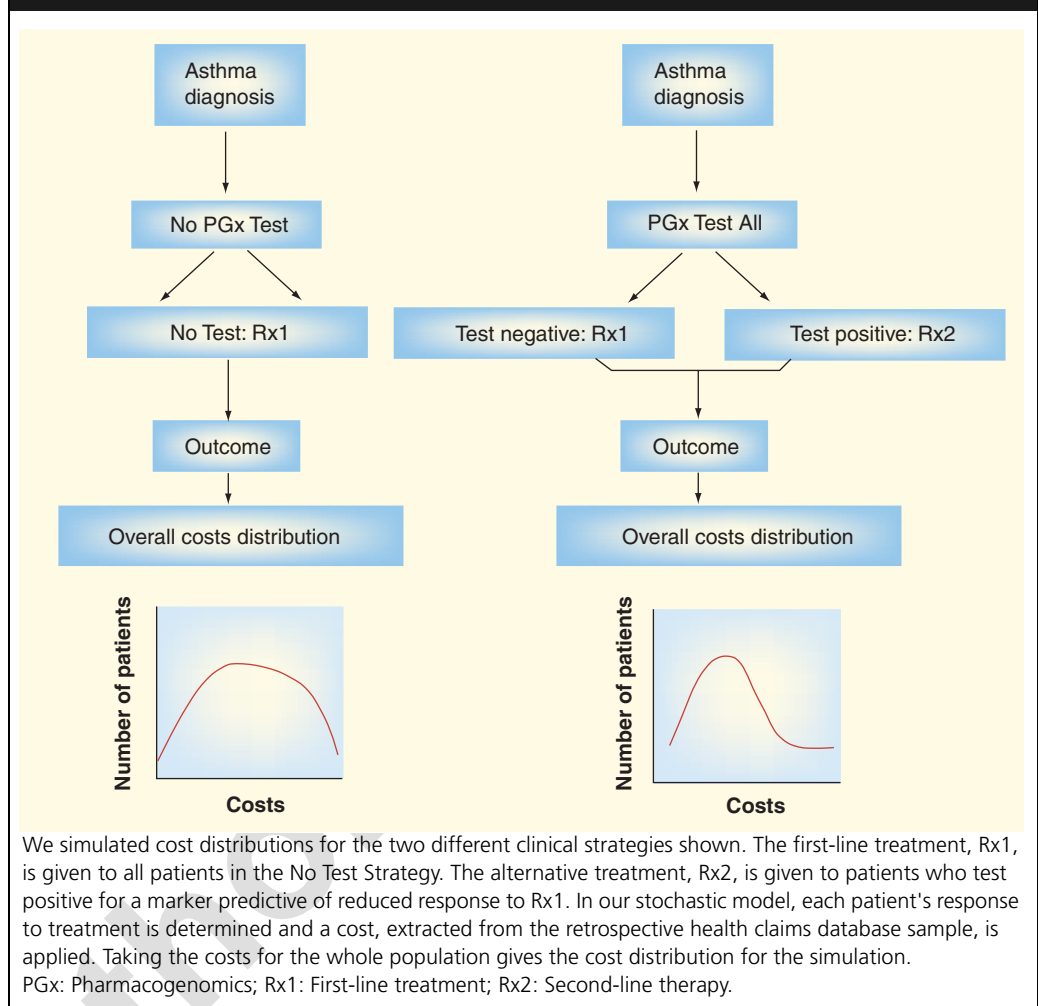 Asthma
diagnosis
No PGx Test
No Test: Rx1
Outcome
Overall costs distribution
Number of patients
Costs
Asthma
diagnosis
PGx Test All
Test negative: Rx1
Test positive: Rx2
Outcome
Overall costs distribution
Number of patients
Costs
We simulated cost distributions for the two different clinical strategies shown. The first-line treatment, Rx1,
is given to all patients in the No Test Strategy. The alternative treatment, Rx2, is given to patients who test
positive for a marker predictive of reduced response to Rx1. In our stochastic model, each patient's response
to treatment is determined and a cost, extracted from the retrospective health claims database sample, is
applied. Taking the costs for the whole population gives the cost distribution for the simulation.
PGx: Pharmacogenomics; Rx1: First-line treatment; Rx2: Second-line therapy.